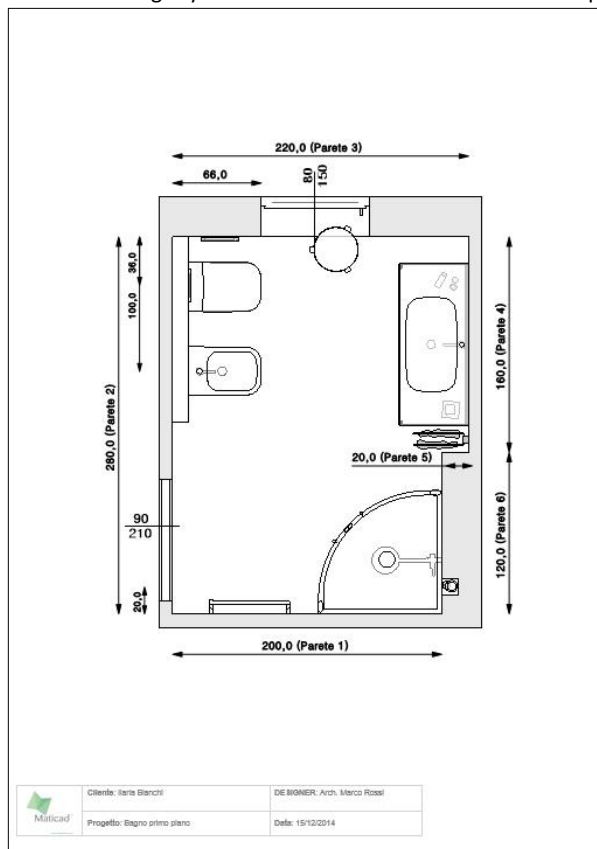 220,0 (Parete 3)
66,0
80
150
36,0
100,0
280,0 (Parete 2)
160,0 (Parete 4)
20,0 (Parete 5)
90
210
120,0 (Parete 6)
20,0
200,0 (Parete 1)
Cliente: Ilaria Bianchi
DESIGNER: Arch. Marco Rossi
Maticad
Progetto: Bagno primo piano
Data: 15/12/2014